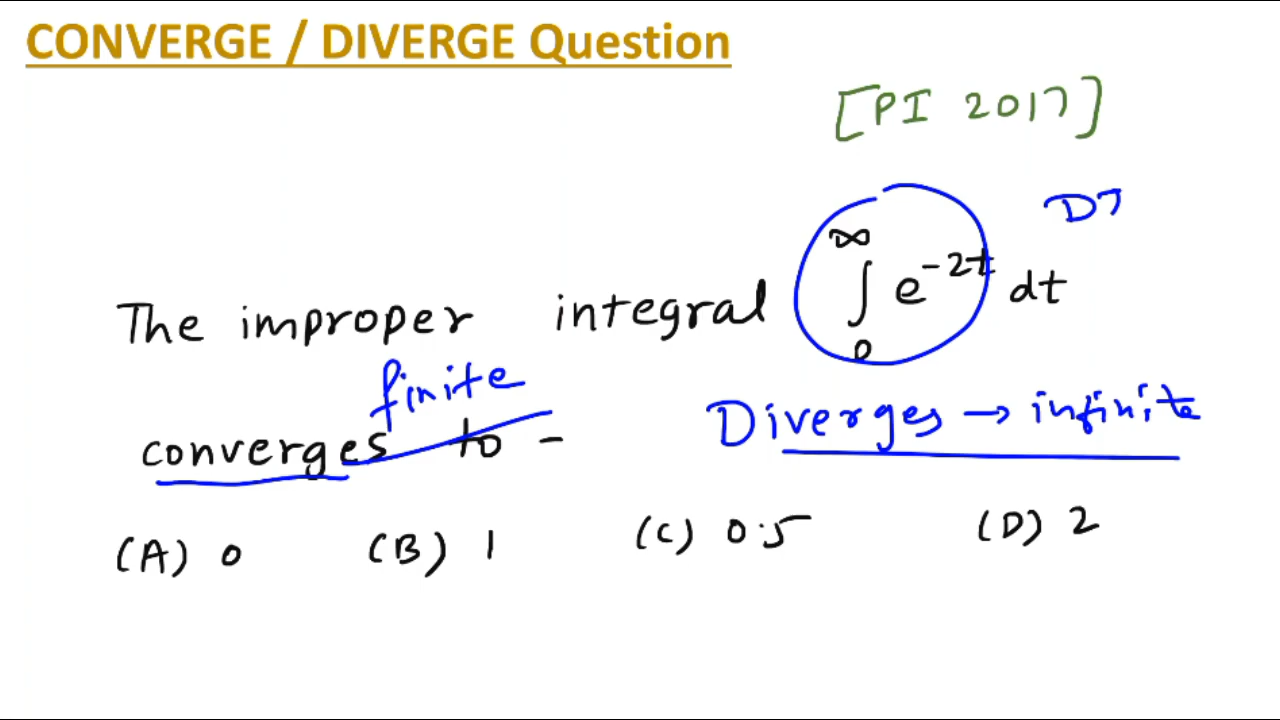 CONVERGE / DIVERGE Question
[PI 2017]
The improper integral ∫₀^∞ e^{-2t} dt
finite
converges to - Diverges → infinite
(A) 0 (B) 1 (C) 0.5 (D) 2